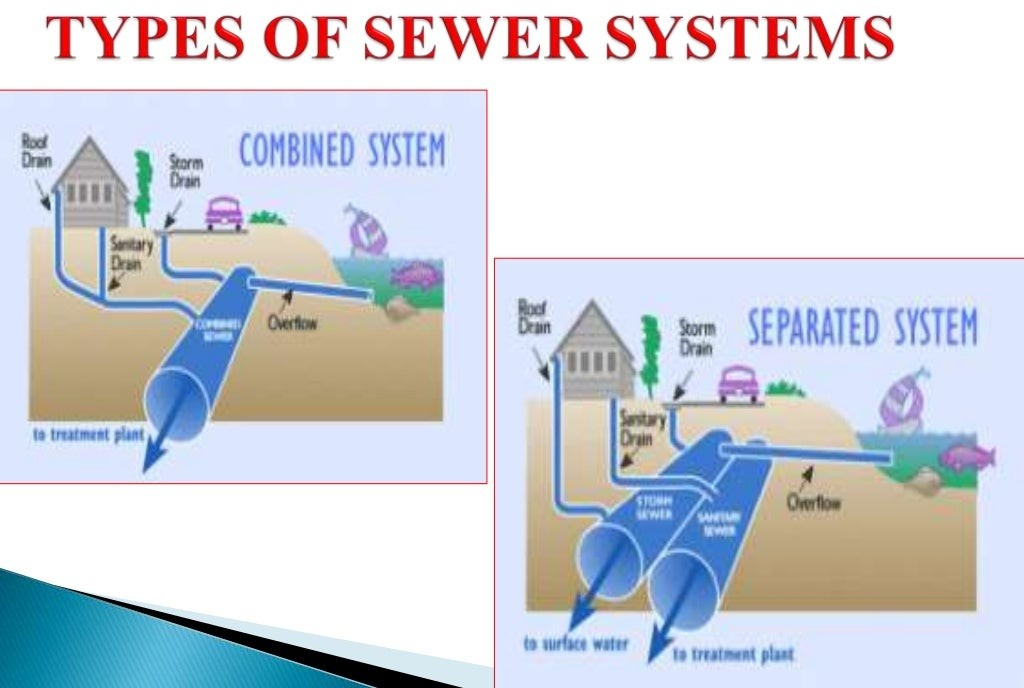 TYPES OF SEWER SYSTEMS
COMBINED SYSTEM
Roof
Drain
Storm
Drain
Sanitary
Drain
COMBINED
SEWER
Overflow
to treatment plant
SEPARATED SYSTEM
Roof
Drain
Storm
Drain
Sanitary
Drain
STORM
SEWER
SANITARY
SEWER
Overflow
to surface water
to treatment plant